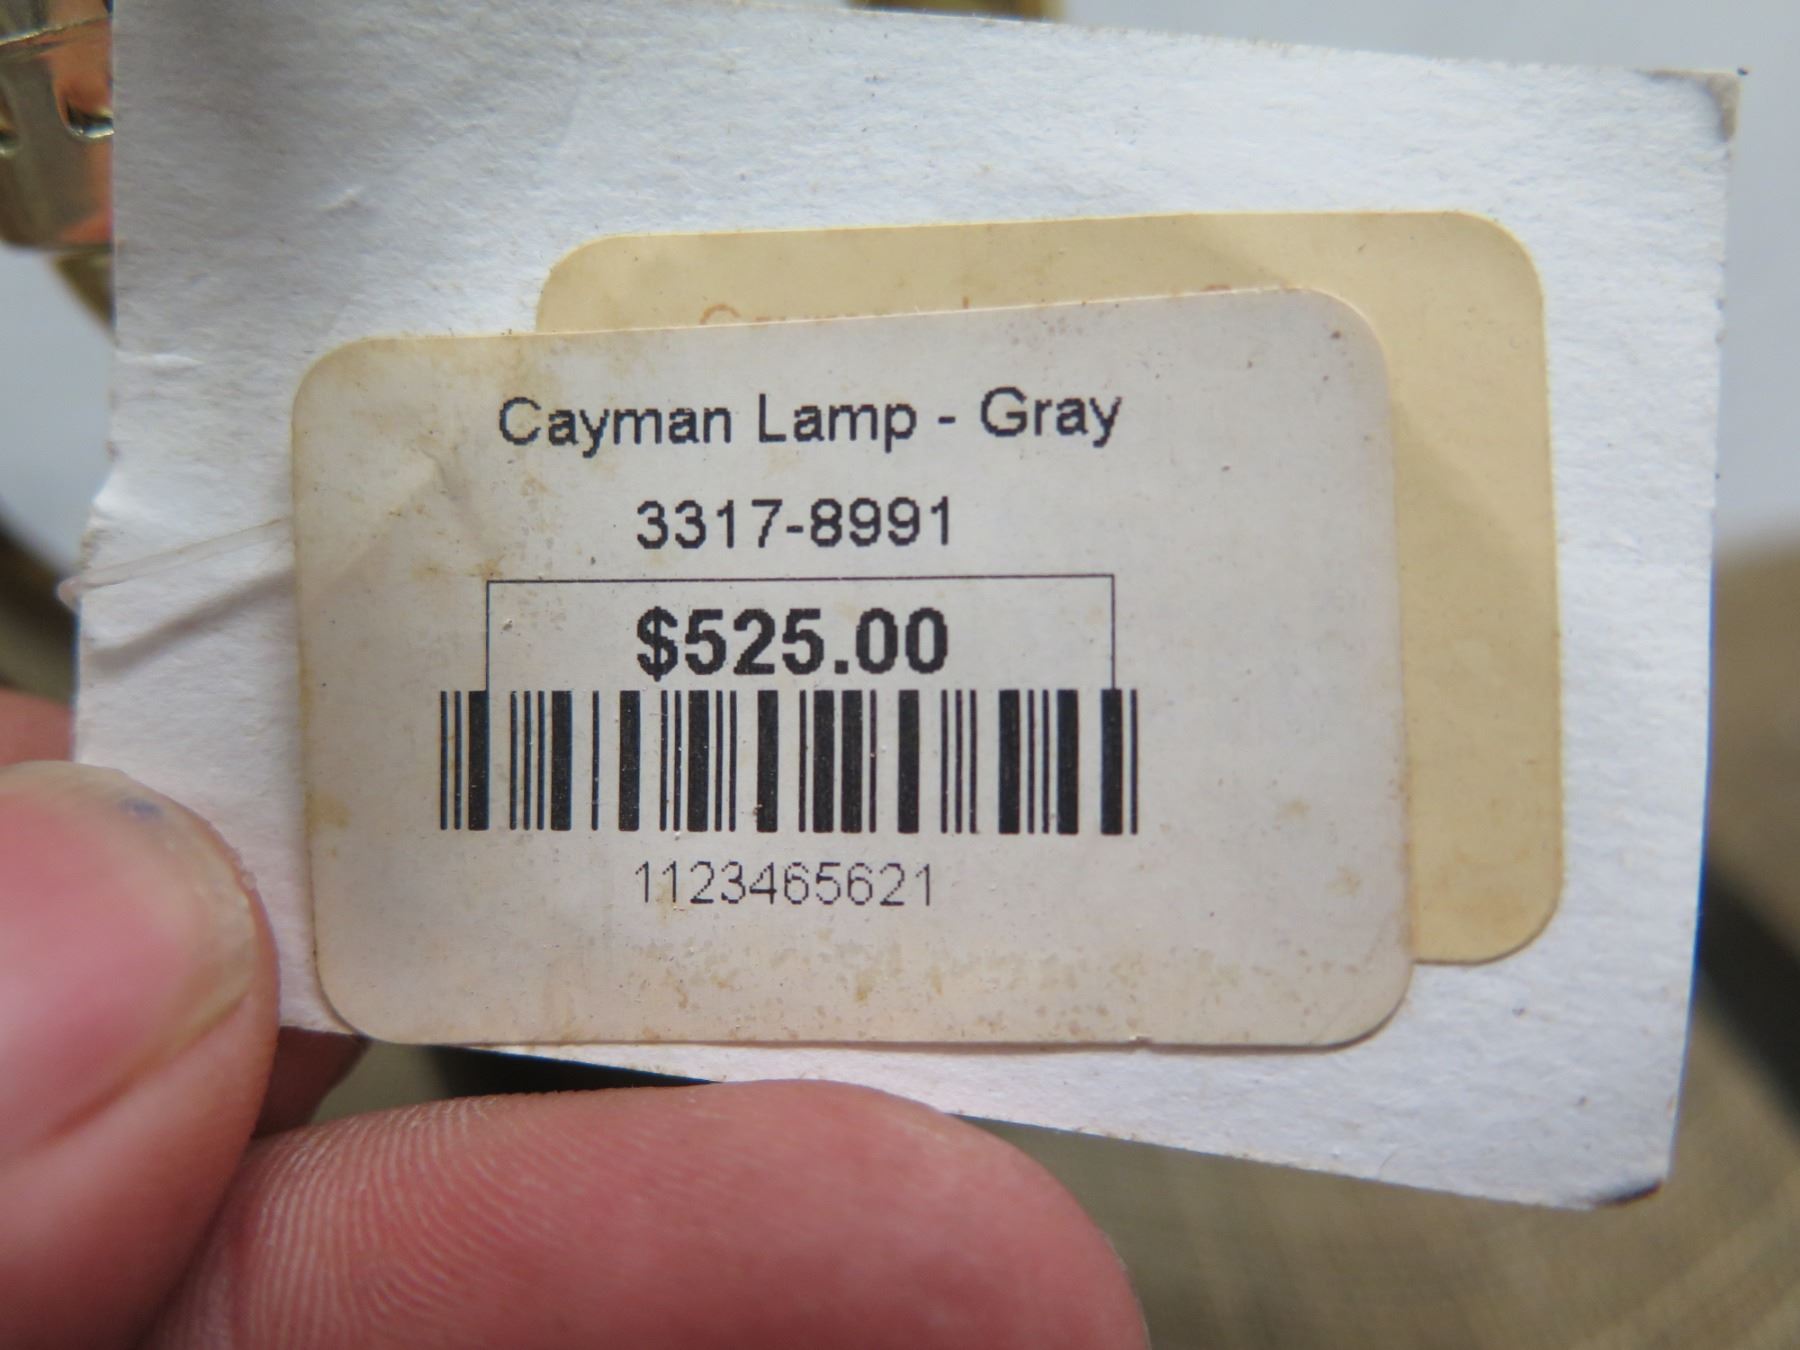 Cayman Lamp - Gray
3317-8991
$525.00
1123465621